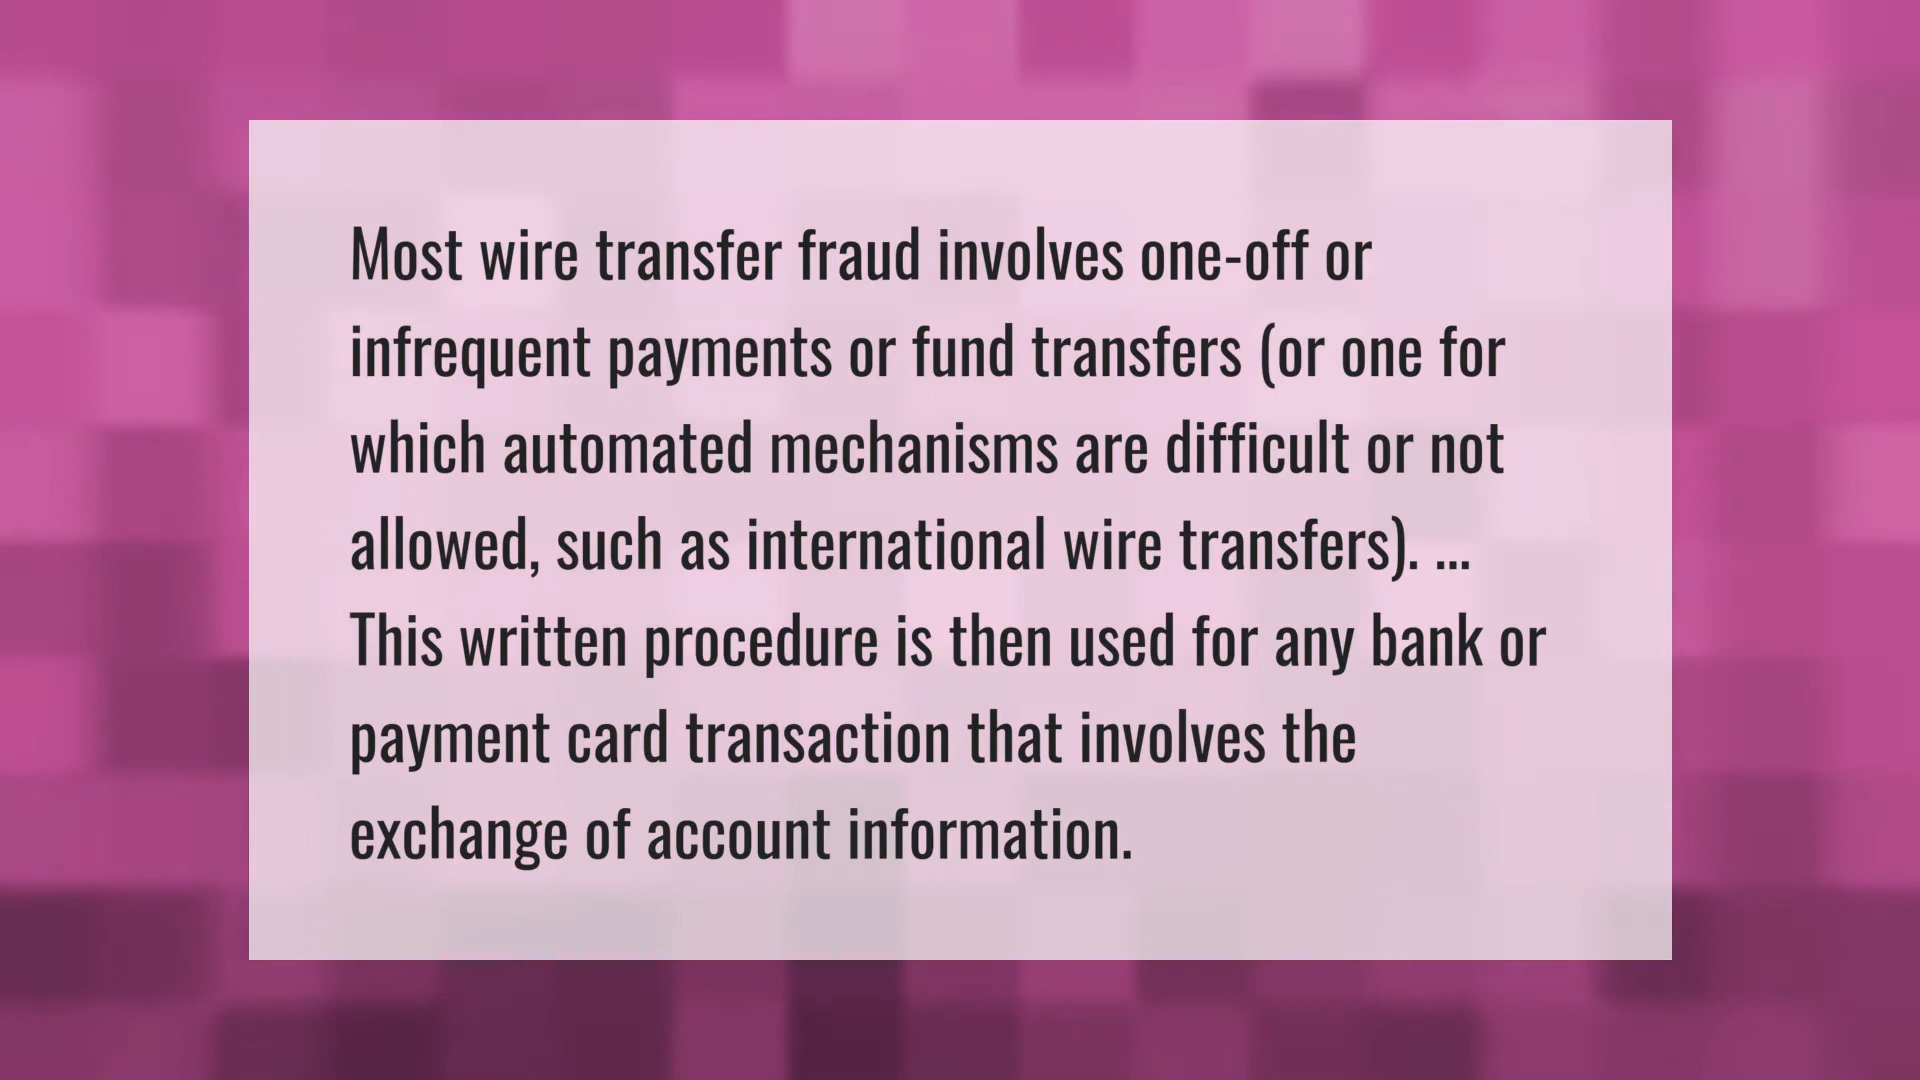 Most wire transfer fraud involves one-off or
infrequent payments or fund transfers (or one for
which automated mechanisms are difficult or not
allowed, such as international wire transfers). ...
This written procedure is then used for any bank or
payment card transaction that involves the
exchange of account information.